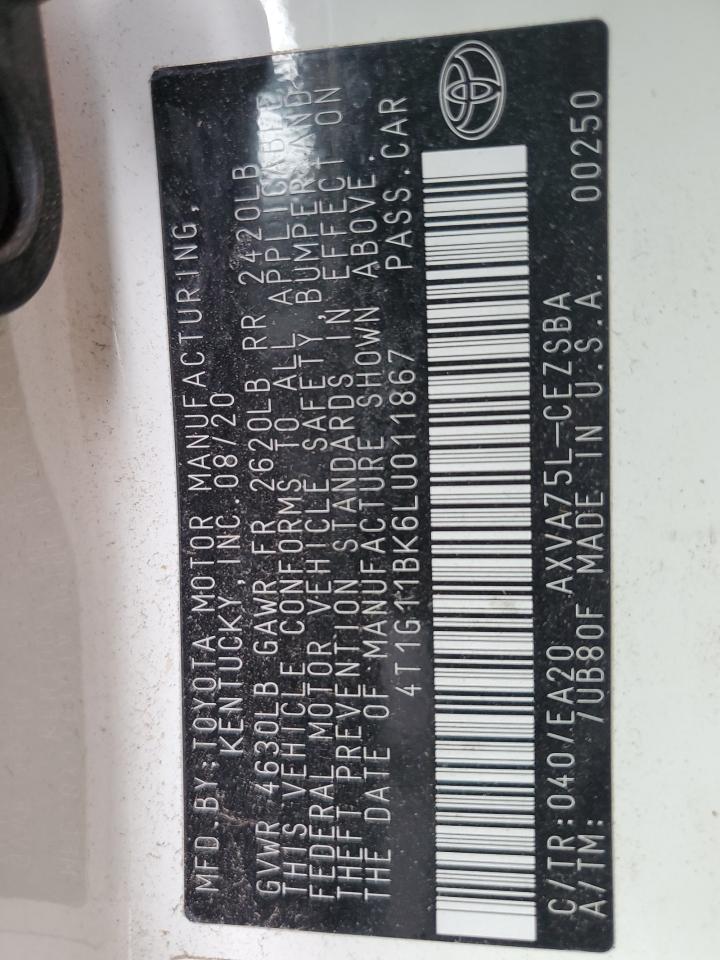 MFD.BY:TOYOTA MOTOR MANUFACTURING,
KENTUCKY,INC.08/20
GVWR 4630LB GAWR FR 2620LB RR 2420LB
THIS VEHICLE CONFORMS TO ALL APPLICABLE
FEDERAL MOTOR VEHICLE SAFETY,BUMPER,AND
THEFT PREVENTION STANDARDS IN EFFECT ON
THE DATE OF MANUFACTURE SHOWN ABOVE.
4T1G11BK6LU011867 PASS.CAR
C/TR:040/EA20 AXVA75L-CEZSBA
A/TM: /UB80F MADE IN U.S.A. 00250